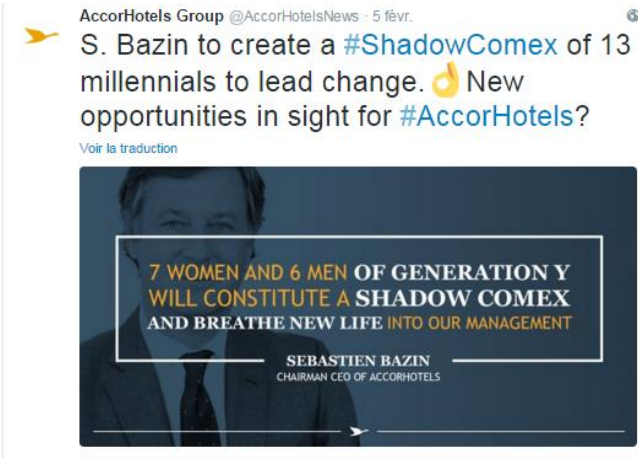 AccorHotels Group @AccorHotelsNews · 5 févr.
S. Bazin to create a #ShadowComex of 13
millennials to lead change. 👌 New
opportunities in sight for #AccorHotels?
Voir la traduction
7 WOMEN AND 6 MEN OF GENERATION Y
WILL CONSTITUTE A SHADOW COMEX
AND BREATHE NEW LIFE INTO OUR MANAGEMENT
SEBASTIEN BAZIN
CHAIRMAN CEO OF ACCORHOTELS